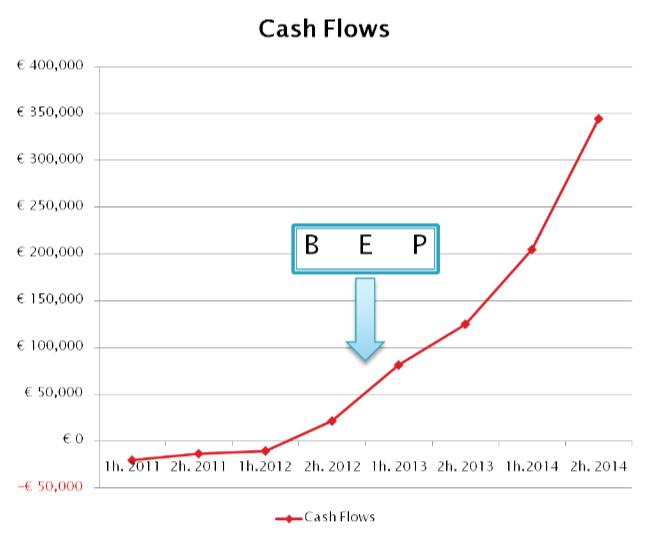 Cash Flows
€ 400,000
€ 350,000
€ 300,000
€ 250,000
€ 200,000
€ 150,000
€ 100,000
€ 50,000
€ 0
-€ 50,000
B E P
1h. 2011 2h. 2011 1h.2012 2h. 2012 1h. 2013 2h. 2013 1h.2014 2h. 2014
Cash Flows